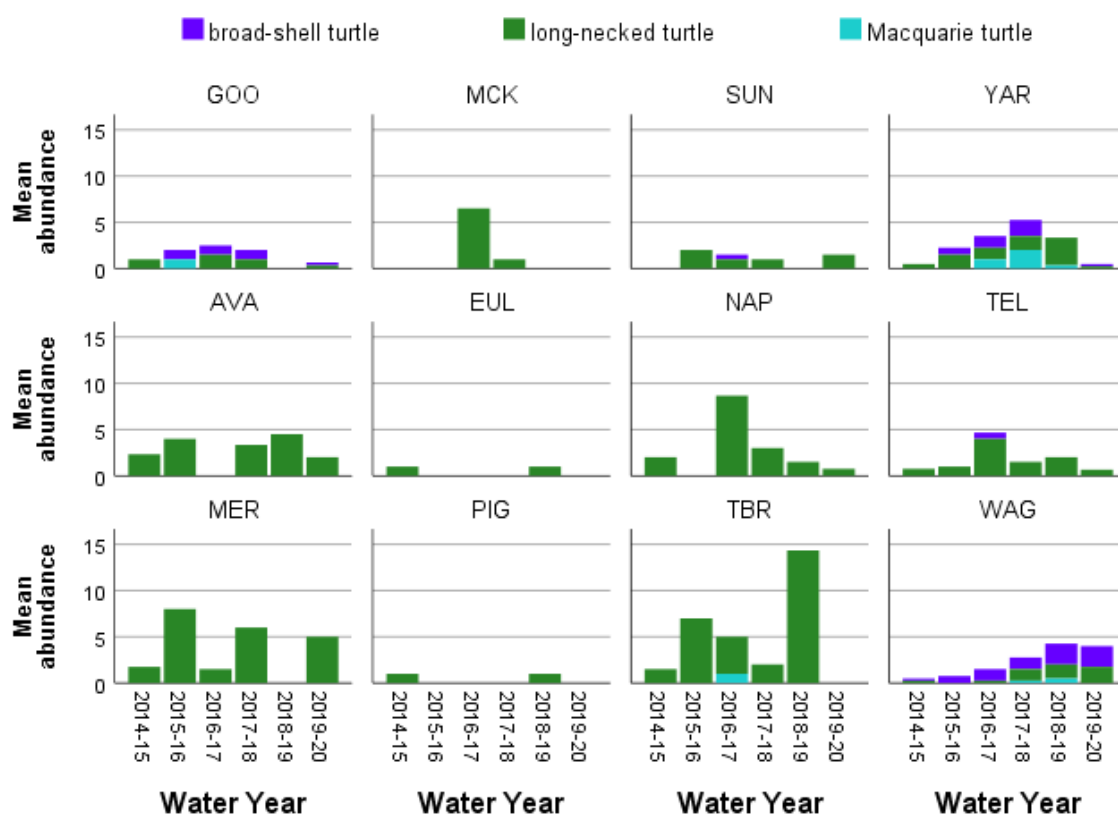 broad-shell turtle long-necked turtle Macquarie turtle
GOO MCK SUN YAR
Mean abundance
15
10
5
0
AVA EUL NAP TEL
Mean abundance
15
10
5
0
MER PIG TBR WAG
Mean abundance
15
10
5
0
2014-15 2015-16 2016-17 2017-18 2018-19 2019-20 2014-15 2015-16 2016-17 2017-18 2018-19 2019-20 2014-15 2015-16 2016-17 2017-18 2018-19 2019-20 2014-15 2015-16 2016-17 2017-18 2018-19 2019-20
Water Year Water Year Water Year Water Year